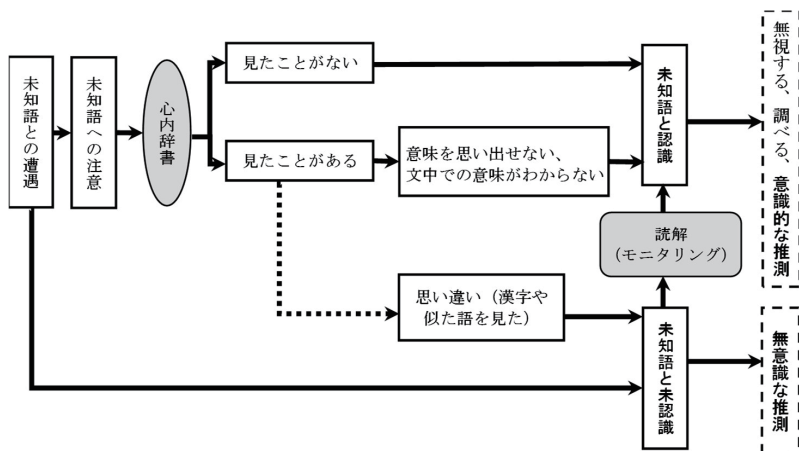 未知語との遭遇
未知語への注意
心内辞書
見たことがない
見たことがある
意味を思い出せない、
文中での意味がわからない
思い違い（漢字や
似た語を見た）
未知語と認識
読解
（モニタリング）
未知語と未認識
無視する、調べる、意識的な推測
無意識な推測